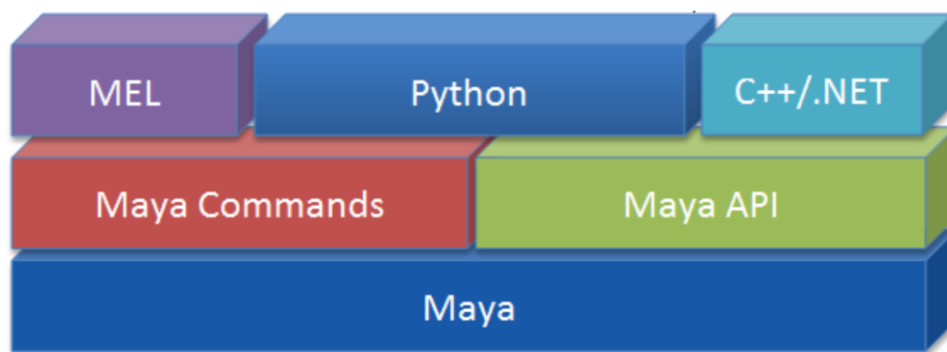 MEL
Python
C++/.NET
Maya Commands
Maya API
Maya